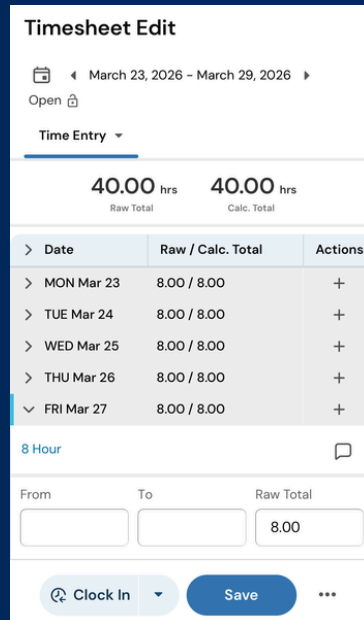 Timesheet Edit
March 23, 2026 - March 29, 2026
Open
Time Entry
40.00 hrs 40.00 hrs
Raw Total Calc. Total
Date Raw / Calc. Total Actions
MON Mar 23 8.00 / 8.00 +
TUE Mar 24 8.00 / 8.00 +
WED Mar 25 8.00 / 8.00 +
THU Mar 26 8.00 / 8.00 +
FRI Mar 27 8.00 / 8.00 +
8 Hour
From To Raw Total
8.00
Clock In Save